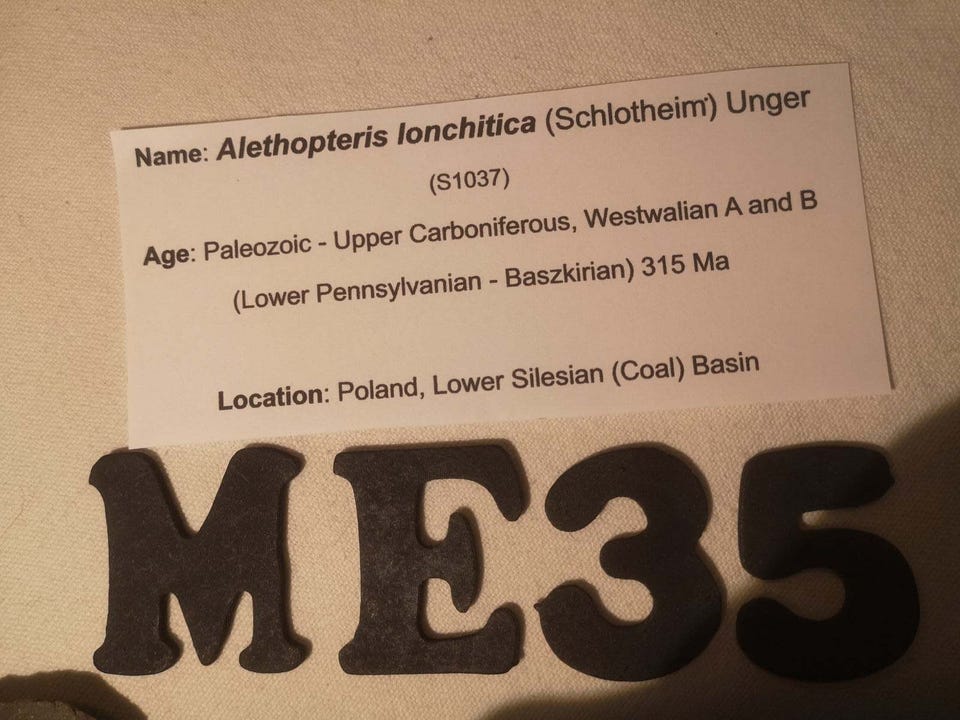 Name: Alethopteris lonchitica (Schlotheim) Unger
(S1037)
Age: Paleozoic - Upper Carboniferous, Westwalian A and B
(Lower Pennsylvanian - Baszkirian) 315 Ma
Location: Poland, Lower Silesian (Coal) Basin
ME35